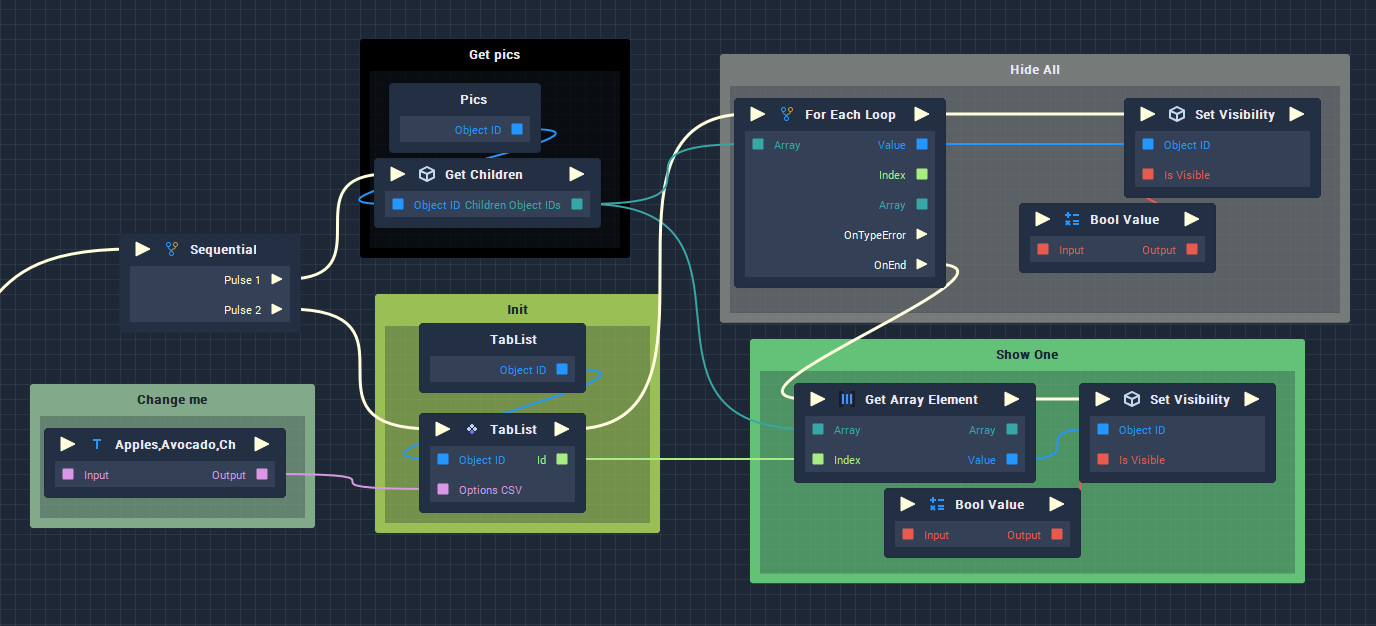 Get pics
Pics
Object ID
Get Children
Object ID Children Object IDs
Sequential
Pulse 1
Pulse 2
Change me
T Apples,Avocado,Ch
Input Output
Init
TabList
Object ID
TabList
Object ID Id
Options CSV
Hide All
For Each Loop
Array Value
Index
Array
OnTypeError
OnEnd
Set Visibility
Object ID
Is Visible
Bool Value
Input Output
Show One
Get Array Element
Array Array
Index Value
Set Visibility
Object ID
Is Visible
Bool Value
Input Output